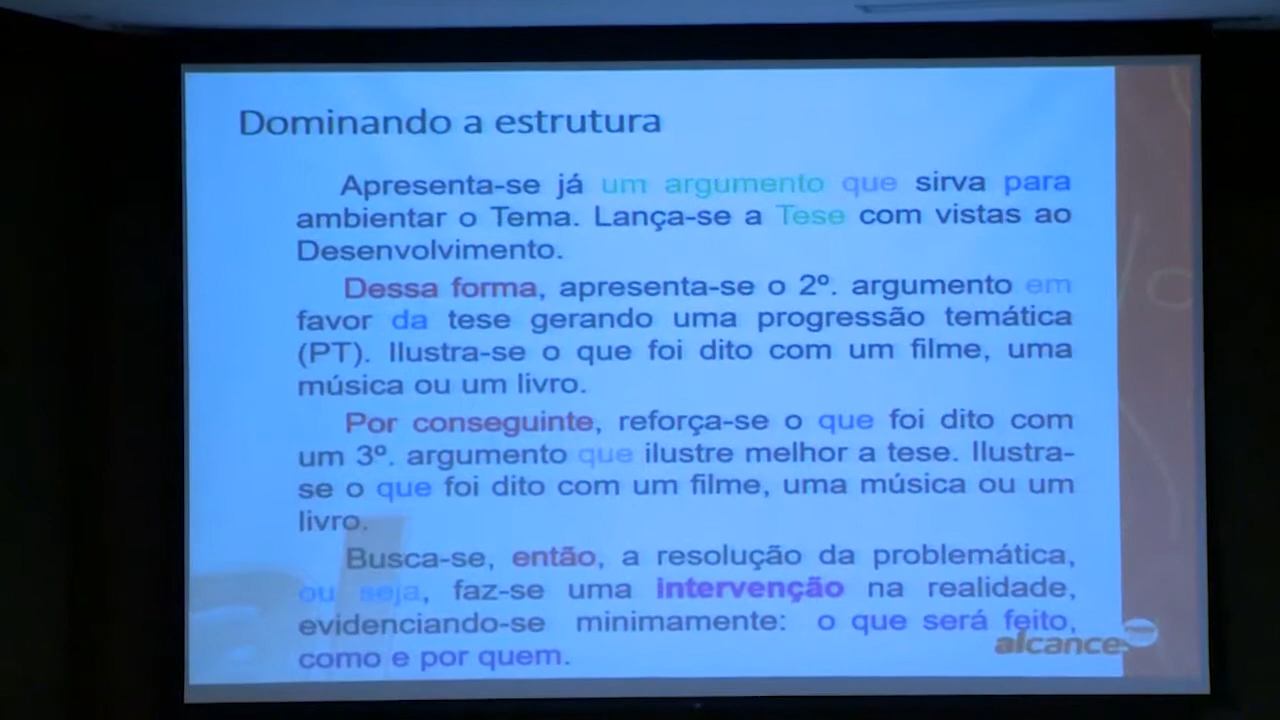 Dominando a estrutura
Apresenta-se já um argumento que sirva para
ambientar o Tema. Lança-se a Tese com vistas ao
Desenvolvimento.
Dessa forma, apresenta-se o 2º. argumento em
favor da tese gerando uma progressão temática
(PT). Ilustra-se o que foi dito com um filme, uma
música ou um livro.
Por conseguinte, reforça-se o que foi dito com
um 3º. argumento que ilustre melhor a tese. Ilustra-
se o que foi dito com um filme, uma música ou um
livro.
Busca-se, então, a resolução da problemática,
ou seja, faz-se uma intervenção na realidade,
evidenciando-se minimamente: o que será feito,
como e por quem.
alcance